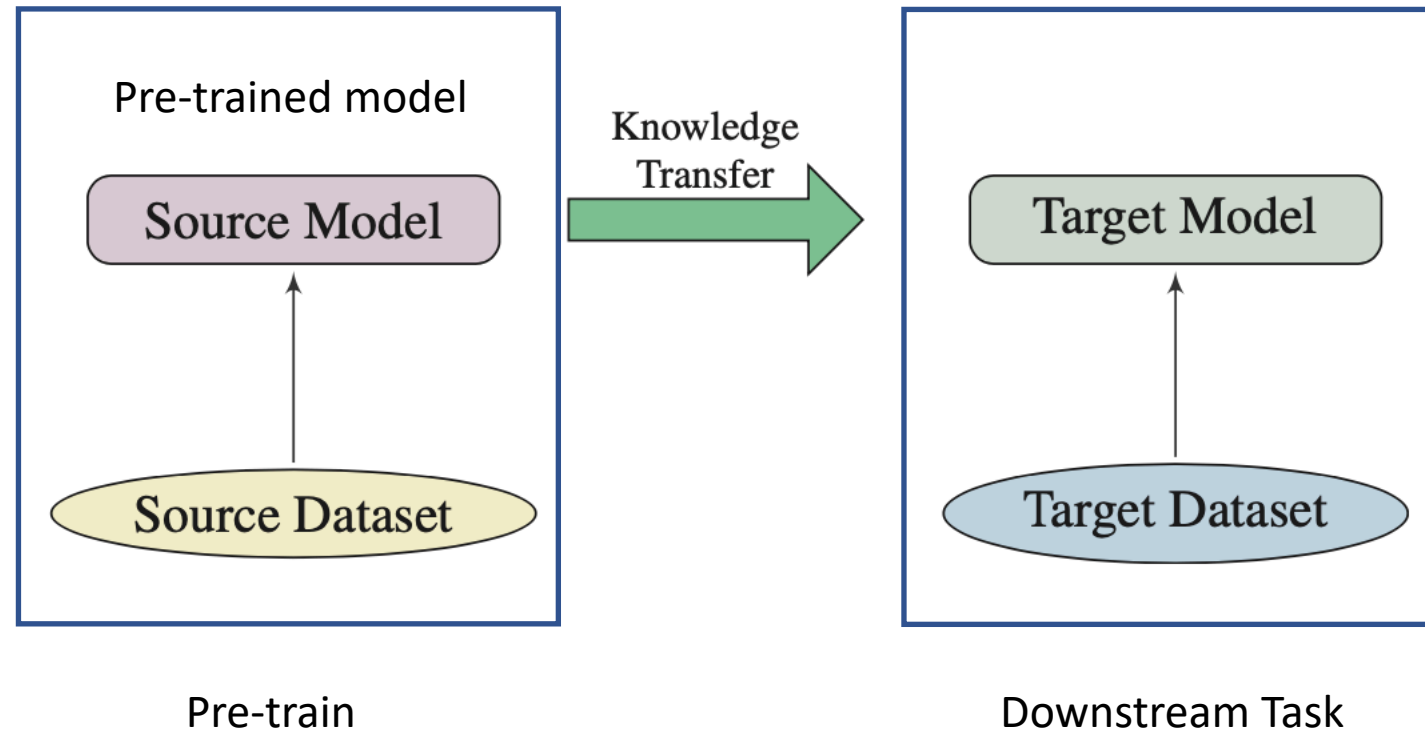 Pre-trained model
Source Model
Source Dataset
Pre-train
Knowledge
Transfer
Target Model
Target Dataset
Downstream Task